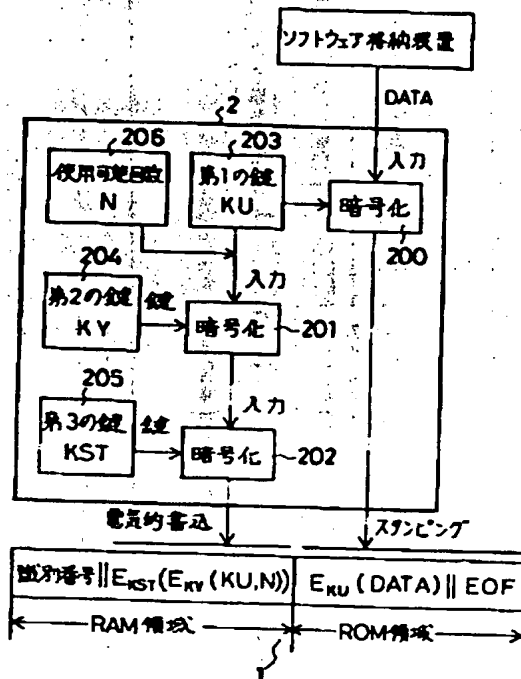 ソフトウェア格納装置
DATA
2
206
203
使用可能回数
N
第1の鍵
KU
入力
暗号化
200
204
第2の鍵
KY
鍵
入力
暗号化
201
205
第3の鍵
KST
鍵
入力
暗号化
202
電気的書込
スタンピング
識別番号||E_KST(E_KY(KU,N))
E_KU(DATA)||EOF
RAM領域
ROM領域
1